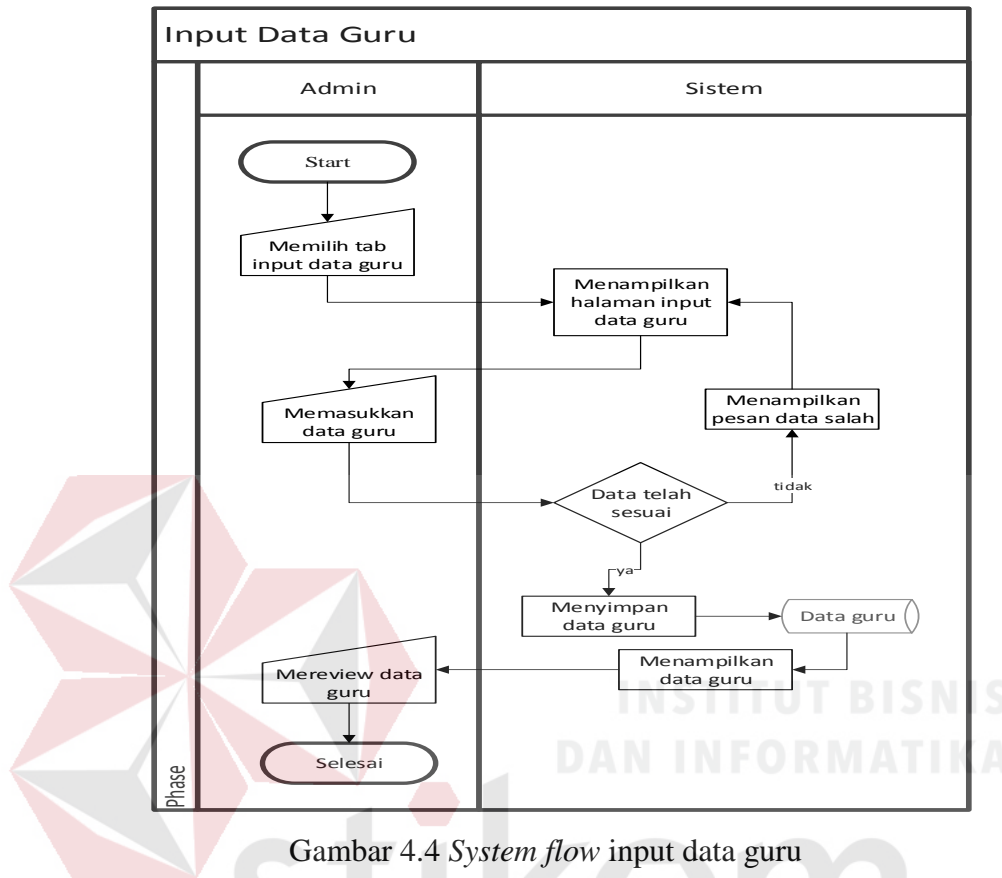 Input Data Guru
Admin
Sistem
Start
Memilih tab
input data guru
Menampilkan
halaman input
data guru
Memasukkan
data guru
Menampilkan
pesan data salah
Data telah
sesuai
tidak
ya
Menyimpan
data guru
Data guru
Menampilkan
data guru
Mereview data
guru
Selesai
Phase
INSTITUT BISNIS
DAN INFORMATIKA
stikom
Gambar 4.4 System flow input data guru